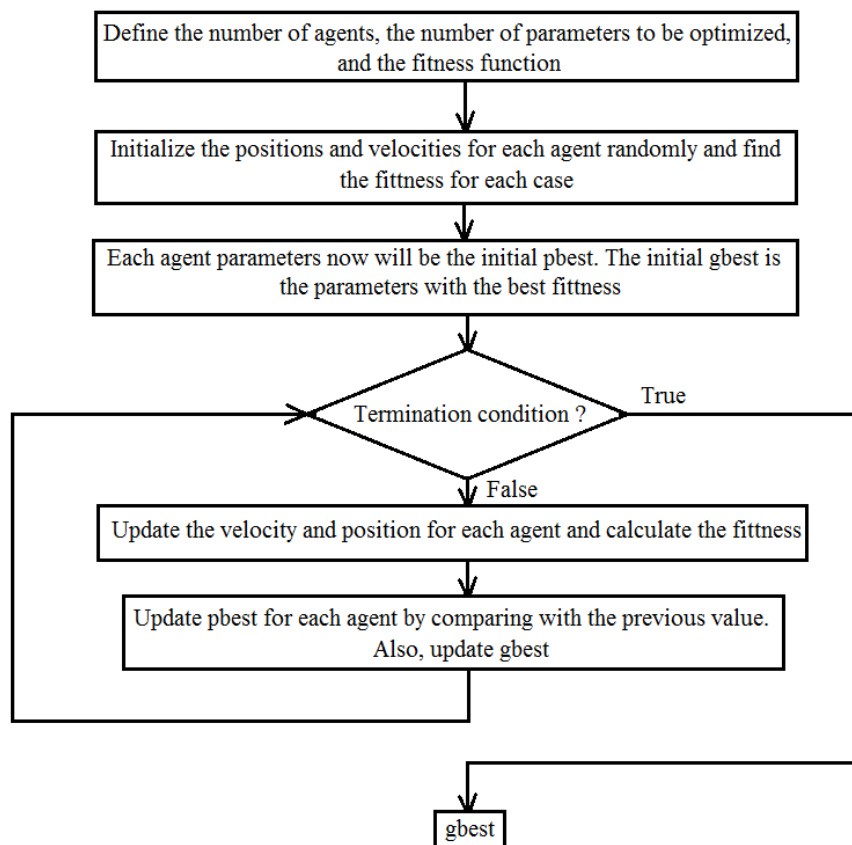 Define the number of agents, the number of parameters to be optimized,
and the fitness function
Initialize the positions and velocities for each agent randomly and find
the fittness for each case
Each agent parameters now will be the initial pbest. The initial gbest is
the parameters with the best fittness
Termination condition ?
True
False
Update the velocity and position for each agent and calculate the fittness
Update pbest for each agent by comparing with the previous value.
Also, update gbest
gbest